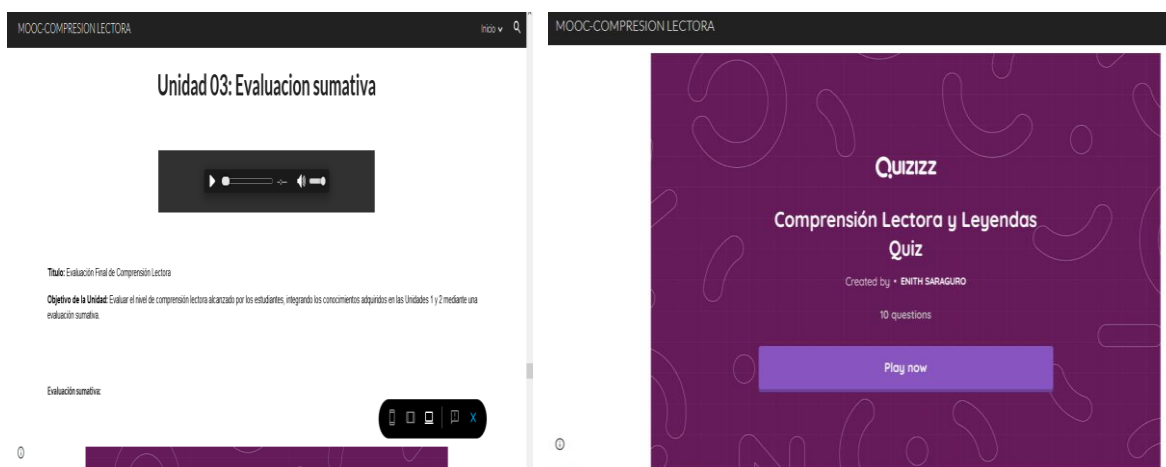 MOOC-COMPRESION LECTORA
Inicio
Unidad 03: Evaluacion sumativa
Título: Evaluación Final de Comprensión Lectora
Objetivo de la Unidad: Evaluar el nivel de comprensión lectora alcanzado por los estudiantes, integrando los conocimientos adquiridos en las Unidades 1 y 2 mediante una
evaluación sumativa.
Evaluación sumativa:
MOOC-COMPRESION LECTORA
QUIZIZZ
Comprensión Lectora y Leyendas
Quiz
Created by • ENITH SARAGURO
10 questions
Play now